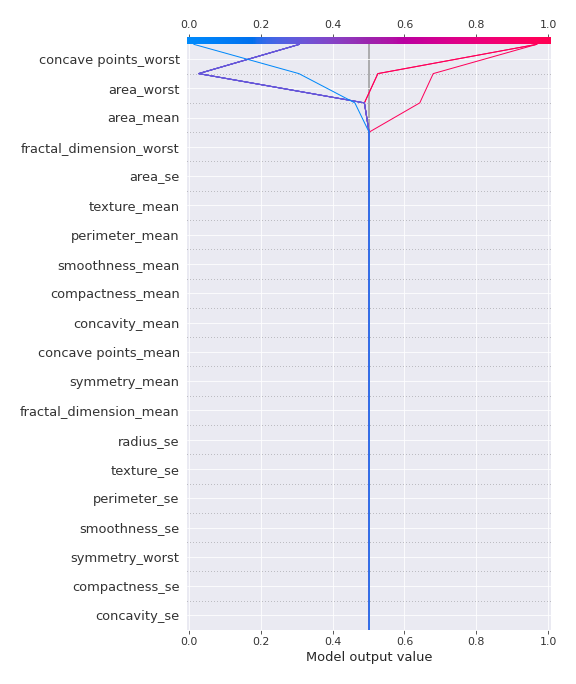 0.0 0.2 0.4 0.6 0.8 1.0
concave points_worst
area_worst
area_mean
fractal_dimension_worst
area_se
texture_mean
perimeter_mean
smoothness_mean
compactness_mean
concavity_mean
concave points_mean
symmetry_mean
fractal_dimension_mean
radius_se
texture_se
perimeter_se
smoothness_se
symmetry_worst
compactness_se
concavity_se
0.0 0.2 0.4 0.6 0.8 1.0
Model output value